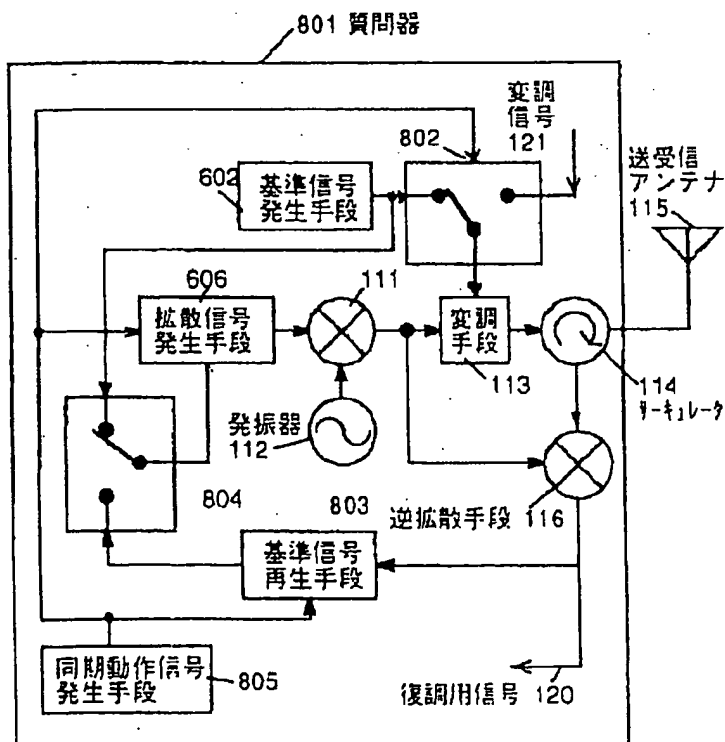 801 質問器
変調
信号
121
802
送受信
アンテナ
115
602
基準信号
発生手段
606
111
拡散信号
発生手段
変調
手段
113
114
サーキュレータ
発振器
112
804
803
逆拡散手段 116
基準信号
再生手段
同期動作信号
発生手段
805
復調用信号 120